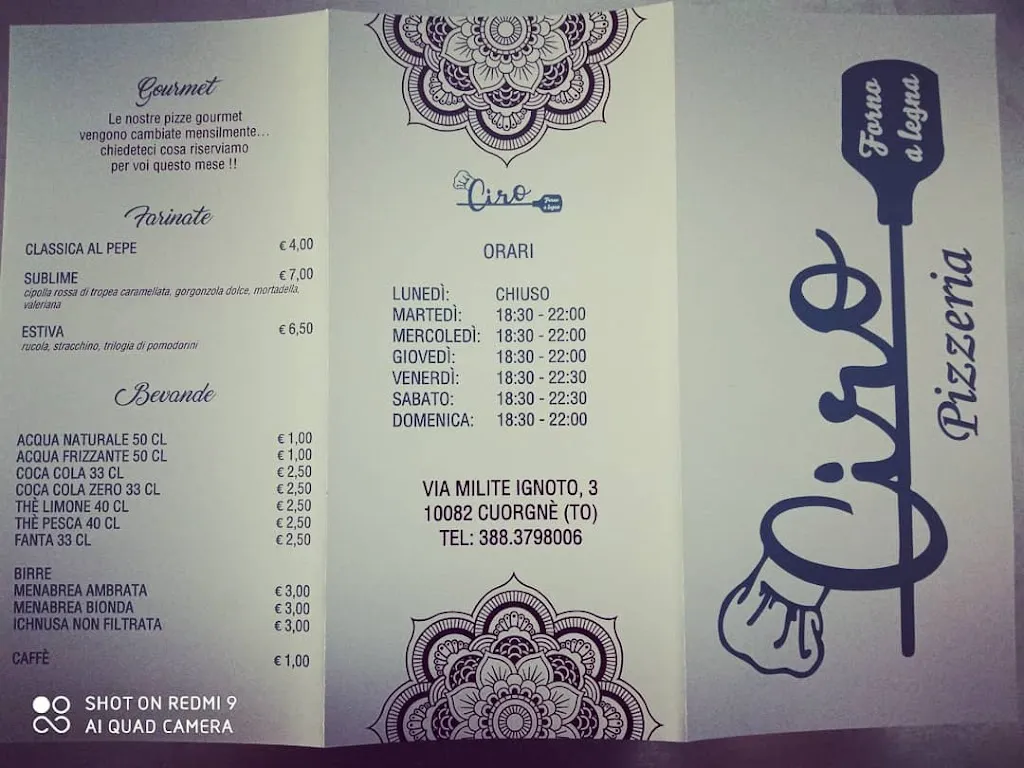 Gourmet
Le nostre pizze gourmet
vengono cambiate mensilmente...
chiedeteci cosa riserviamo
per voi questo mese !!
Farinate
CLASSICA AL PEPE € 4,00
SUBLIME € 7,00
cipolla rossa di tropea caramellata, gorgonzola dolce, mortadella,
valeriana
ESTIVA € 6,50
rucola, stracchino, trilogia di pomodorini
Bevande
ACQUA NATURALE 50 CL € 1,00
ACQUA FRIZZANTE 50 CL € 1,00
COCA COLA 33 CL € 2,50
COCA COLA ZERO 33 CL € 2,50
THÈ LIMONE 40 CL € 2,50
THÈ PESCA 40 CL € 2,50
FANTA 33 CL € 2,50
BIRRE
MENABREA AMBRATA € 3,00
MENABREA BIONDA € 3,00
ICHNUSA NON FILTRATA € 3,00
CAFFÈ € 1,00
SHOT ON REDMI 9
AI QUAD CAMERA
Ciro
Forno
a legna
ORARI
LUNEDÌ: CHIUSO
MARTEDÌ: 18:30 - 22:00
MERCOLEDÌ: 18:30 - 22:00
GIOVEDÌ: 18:30 - 22:00
VENERDÌ: 18:30 - 22:30
SABATO: 18:30 - 22:30
DOMENICA: 18:30 - 22:00
VIA MILITE IGNOTO, 3
10082 CUORGNÈ (TO)
TEL: 388.3798006
Ciro
Forno
a legna
Pizzeria